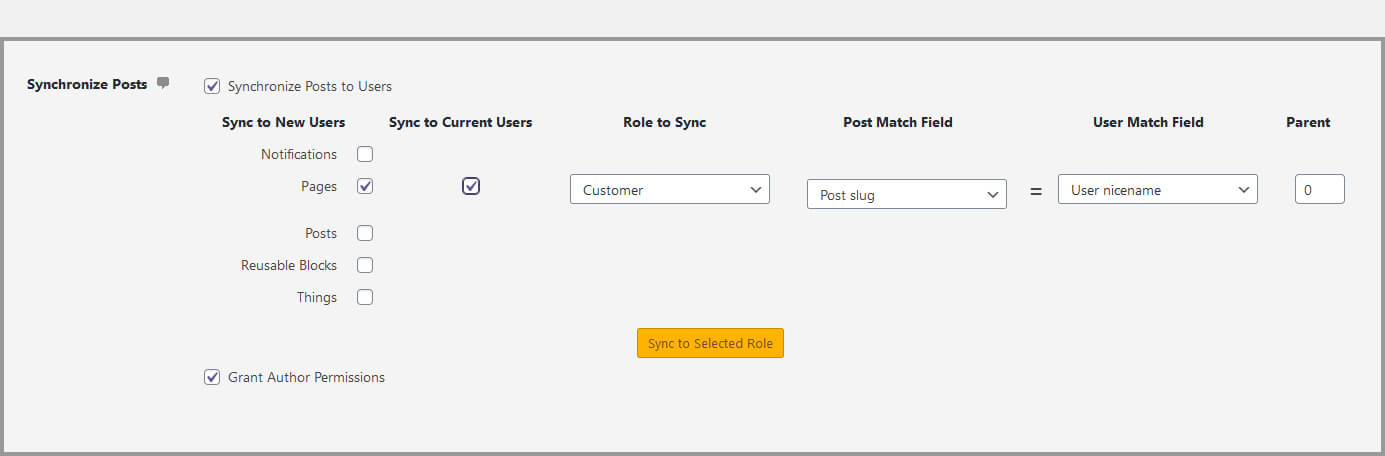 Synchronize Posts Synchronize Posts to Users
Sync to New Users Sync to Current Users Role to Sync Post Match Field User Match Field Parent
Notifications
Pages Customer Post slug = User nicename 0
Posts
Reusable Blocks
Things
Sync to Selected Role
Grant Author Permissions